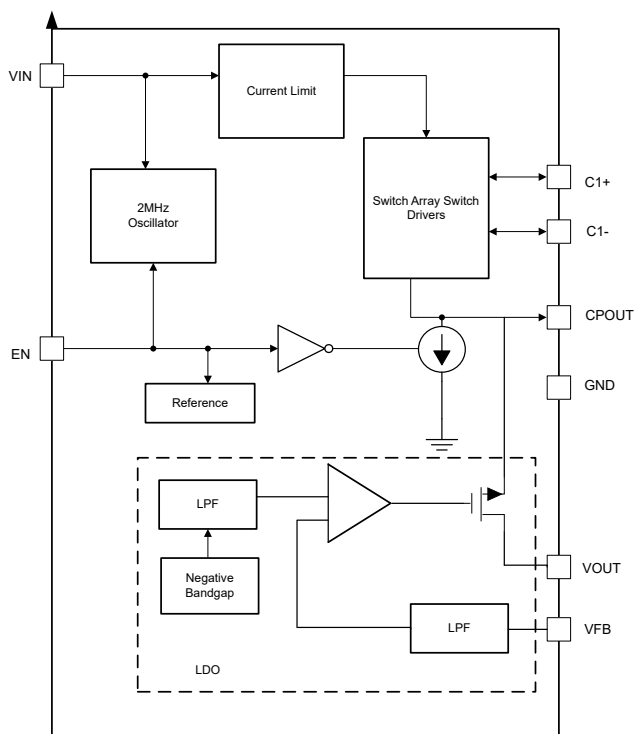 VIN
Current Limit
2MHz
Oscillator
Switch Array Switch
Drivers
C1+
C1-
CPOUT
EN
Reference
GND
LPF
Negative
Bandgap
VOUT
LPF
VFB
LDO